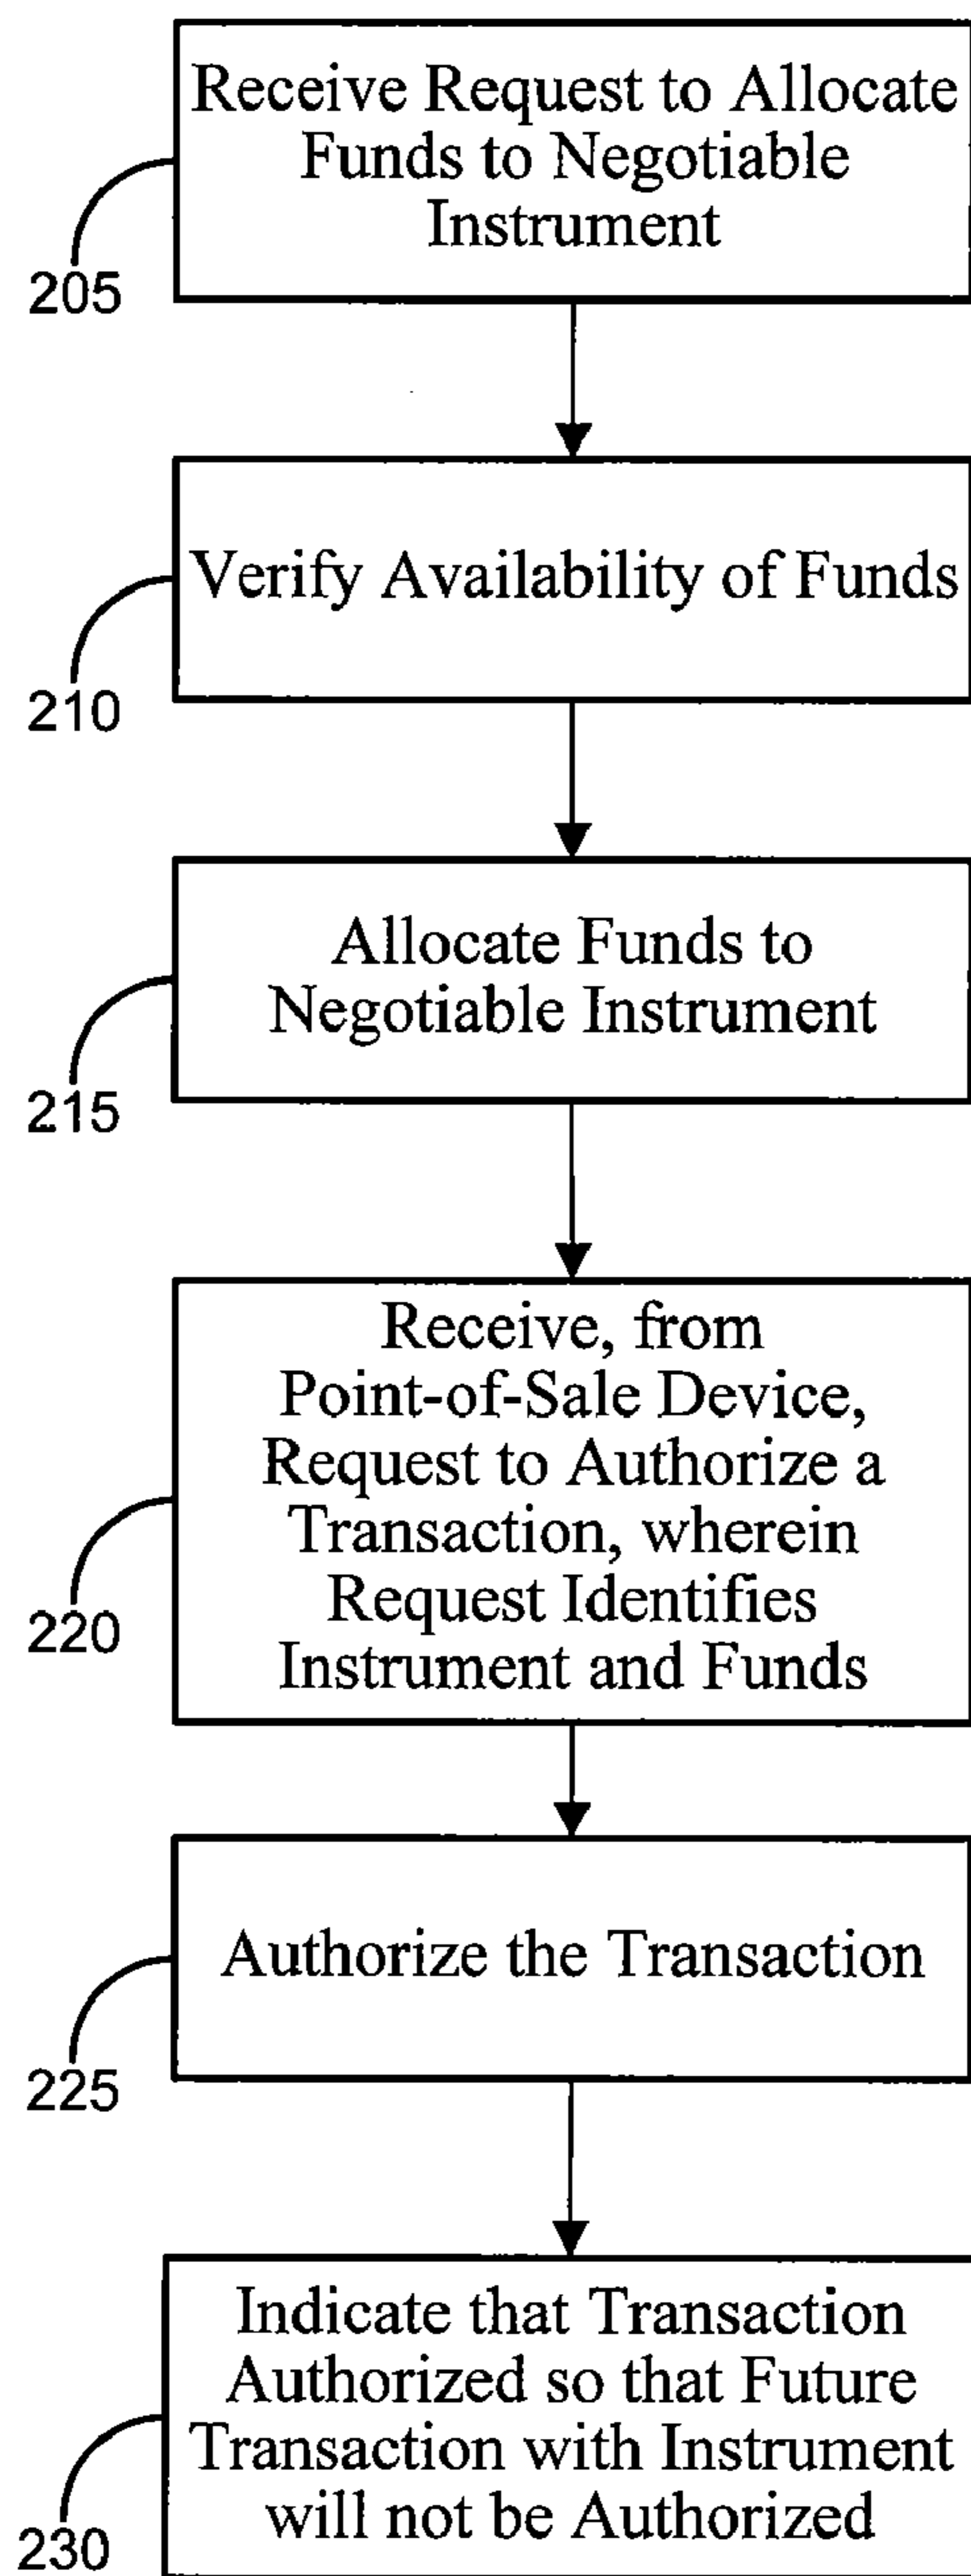 Receive Request to Allocate
Funds to Negotiable
Instrument
205
Verify Availability of Funds
210
Allocate Funds to
Negotiable Instrument
215
Receive, from
Point-of-Sale Device,
Request to Authorize a
Transaction, wherein
Request Identifies
Instrument and Funds
220
Authorize the Transaction
225
Indicate that Transaction
Authorized so that Future
Transaction with Instrument
will not be Authorized
230